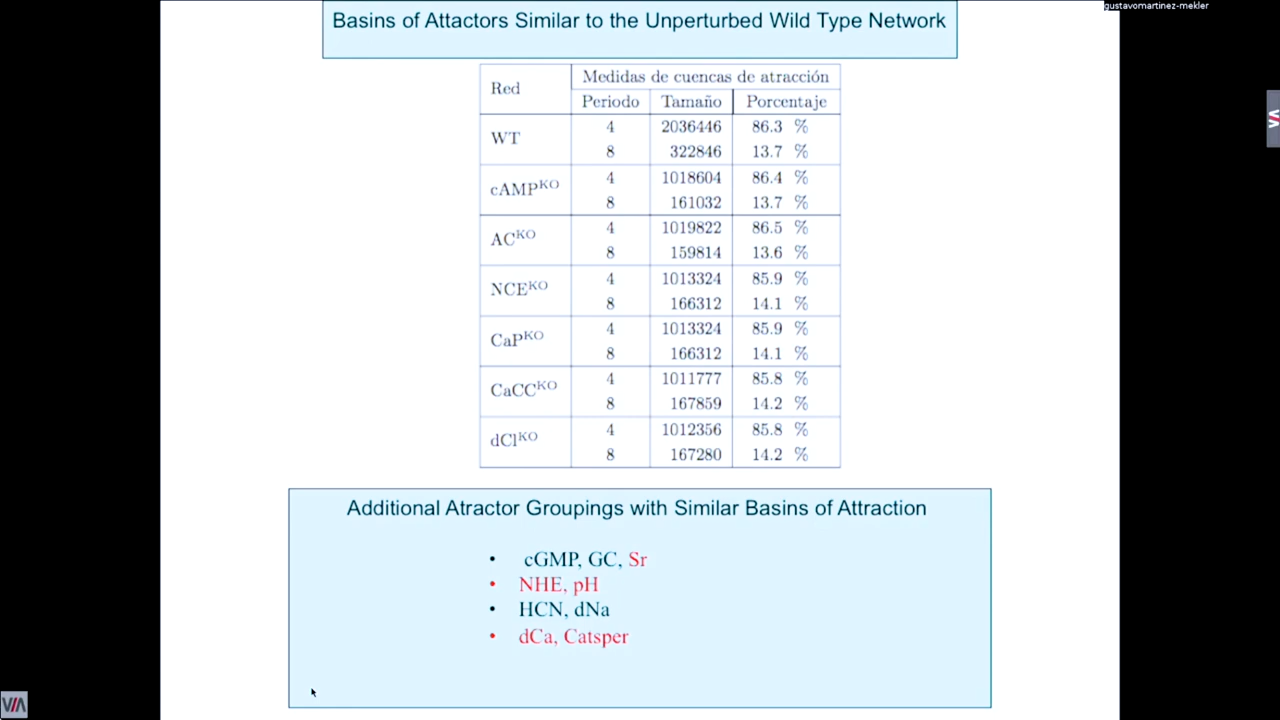 gustavomartinez-mekler
Basins of Attactors Similar to the Unperturbed Wild Type Network
Red Medidas de cuencas de atracción
Periodo Tamaño Porcentaje
WT 4 2036446 86.3 %
8 322846 13.7 %
cAMP^KO 4 1018604 86.4 %
8 161032 13.7 %
AC^KO 4 1019822 86.5 %
8 159814 13.6 %
NCE^KO 4 1013324 85.9 %
8 166312 14.1 %
CaP^KO 4 1013324 85.9 %
8 166312 14.1 %
CaCC^KO 4 1011777 85.8 %
8 167859 14.2 %
dCl^KO 4 1012356 85.8 %
8 167280 14.2 %
Additional Atractor Groupings with Similar Basins of Attraction
• cGMP, GC, Sr
• NHE, pH
• HCN, dNa
• dCa, Catsper
VIA